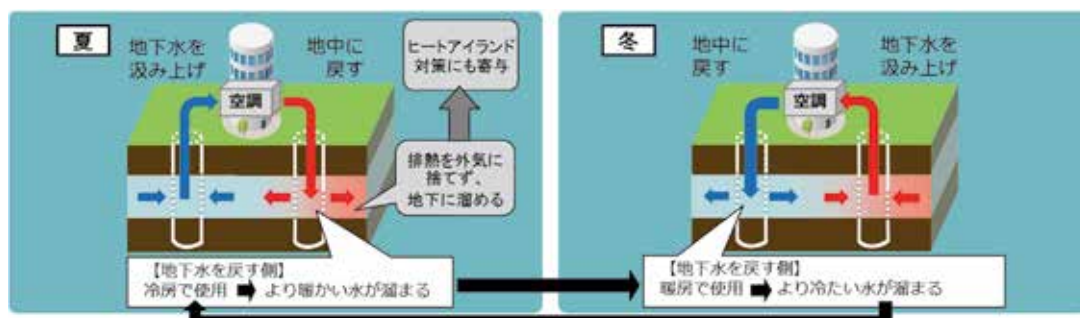 夏
地下水を
汲み上げ
地中に
戻す
空調
ヒートアイランド
対策にも寄与
排熱を外気に
捨てず、
地下に溜める
【地下水を戻す側】
冷房で使用 ➡ より暖かい水が溜まる
冬
地中に
戻す
地下水を
汲み上げ
空調
【地下水を戻す側】
暖房で使用 ➡ より冷たい水が溜まる